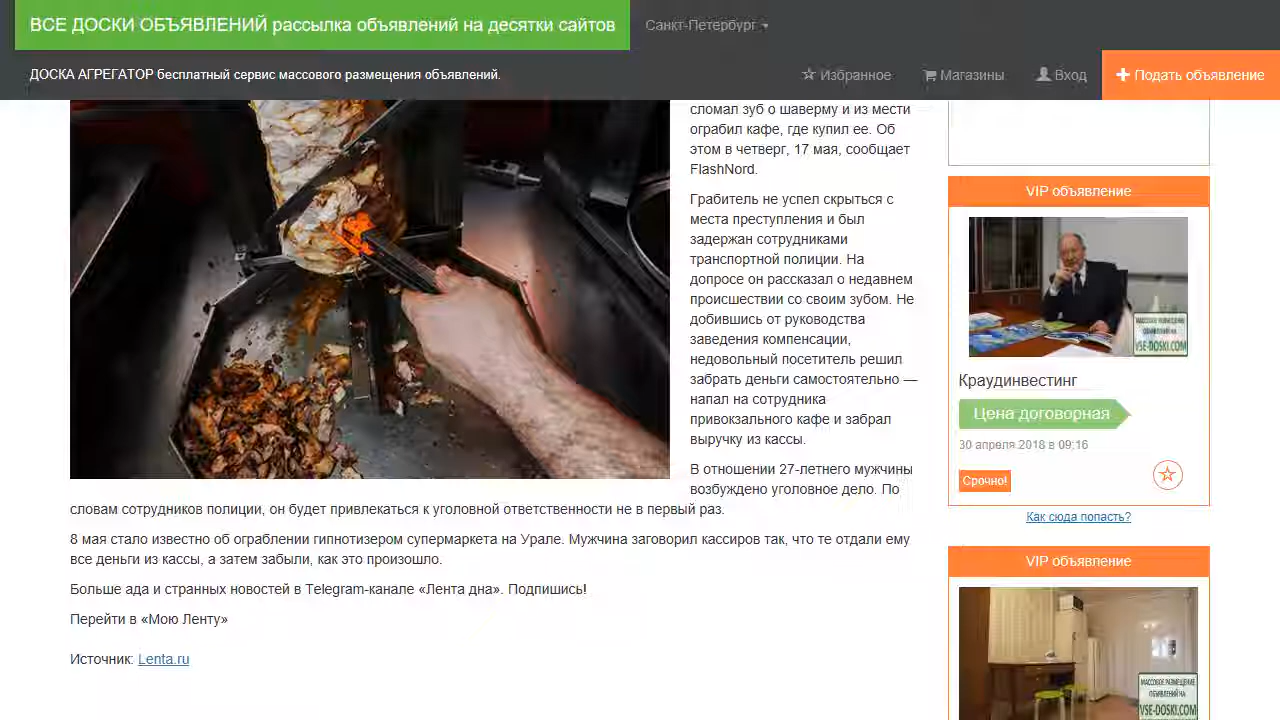 ВСЕ ДОСКИ ОБЪЯВЛЕНИЙ рассылка объявлений на десятки сайтов
Санкт-Петербург
ДОСКА АГРЕГАТОР бесплатный сервис массового размещения объявлений.
Избранное
Магазины
Вход
Подать объявление
сломал зуб о шаверму и из мести
ограбил кафе, где купил ее. Об
этом в четверг, 17 мая, сообщает
FlashNord.
Грабитель не успел скрыться с
места преступления и был
задержан сотрудниками
транспортной полиции. На
допросе он рассказал о недавнем
происшествии со своим зубом. Не
добившись от руководства
заведения компенсации,
недовольный посетитель решил
забрать деньги самостоятельно —
напал на сотрудника
привокзального кафе и забрал
выручку из кассы.
В отношении 27-летнего мужчины
возбуждено уголовное дело. По
словам сотрудников полиции, он будет привлекаться к уголовной ответственности не в первый раз.
8 мая стало известно об ограблении гипнотизером супермаркета на Урале. Мужчина заговорил кассиров так, что те отдали ему
все деньги из кассы, а затем забыли, как это произошло.
Больше ада и странных новостей в Telegram-канале «Лента дна». Подпишись!
Перейти в «Мою Ленту»
Источник: Lenta.ru
VIP объявление
МАССОВОЕ РАЗМЕЩЕНИЕ
ОБЪЯВЛЕНИЙ НА
VSE-DOSKI.COM
Краудинвестинг
Цена договорная
30 апреля 2018 в 09:16
Срочно!
Как сюда попасть?
VIP объявление
МАССОВОЕ РАЗМЕЩЕНИЕ
ОБЪЯВЛЕНИЙ НА
VSE-DOSKI.COM